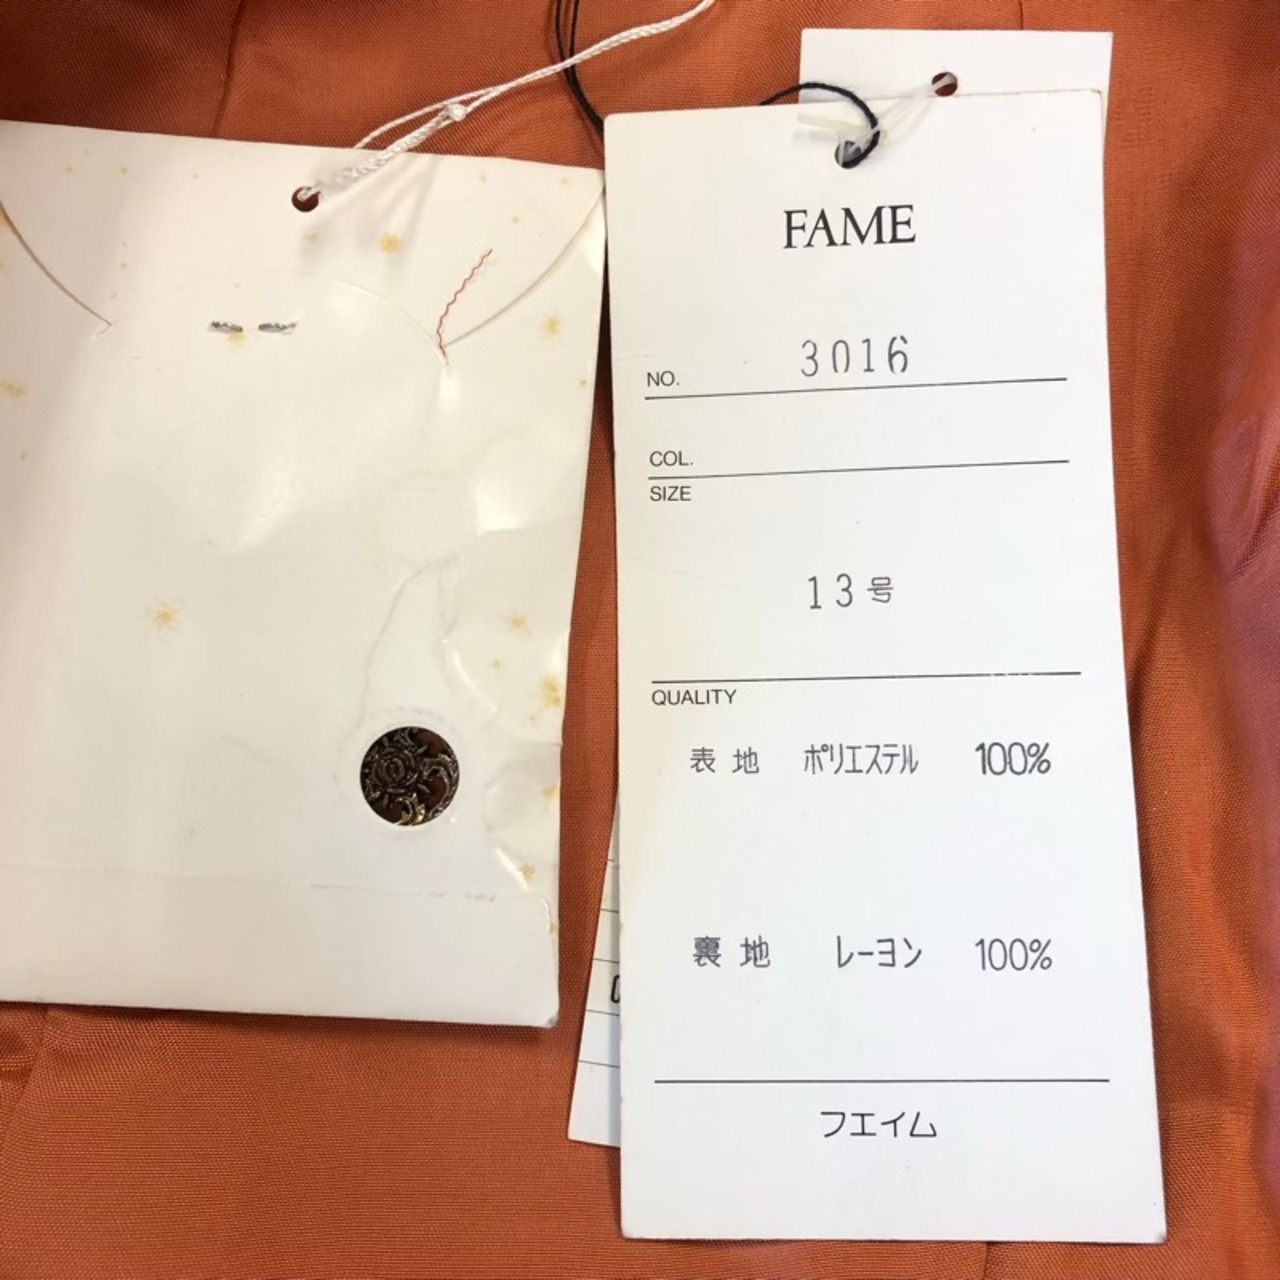 FAME
NO. 3016
COL.
SIZE
13号
QUALITY
表地 ポリエステル 100%
裏地 レーヨン 100%
フエイム